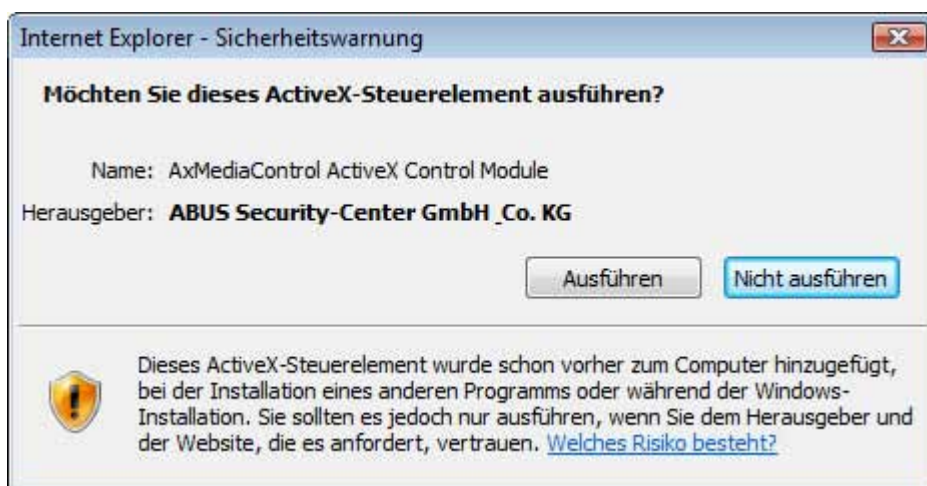 Internet Explorer - Sicherheitswarnung
Möchten Sie dieses ActiveX-Steuerelement ausführen?
Name: AxMediaControl ActiveX Control Module
Herausgeber: ABUS Security-Center GmbH _Co. KG
Ausführen Nicht ausführen
Dieses ActiveX-Steuerelement wurde schon vorher zum Computer hinzugefügt,
bei der Installation eines anderen Programms oder während der Windows-
Installation. Sie sollten es jedoch nur ausführen, wenn Sie dem Herausgeber und
der Website, die es anfordert, vertrauen. Welches Risiko besteht?